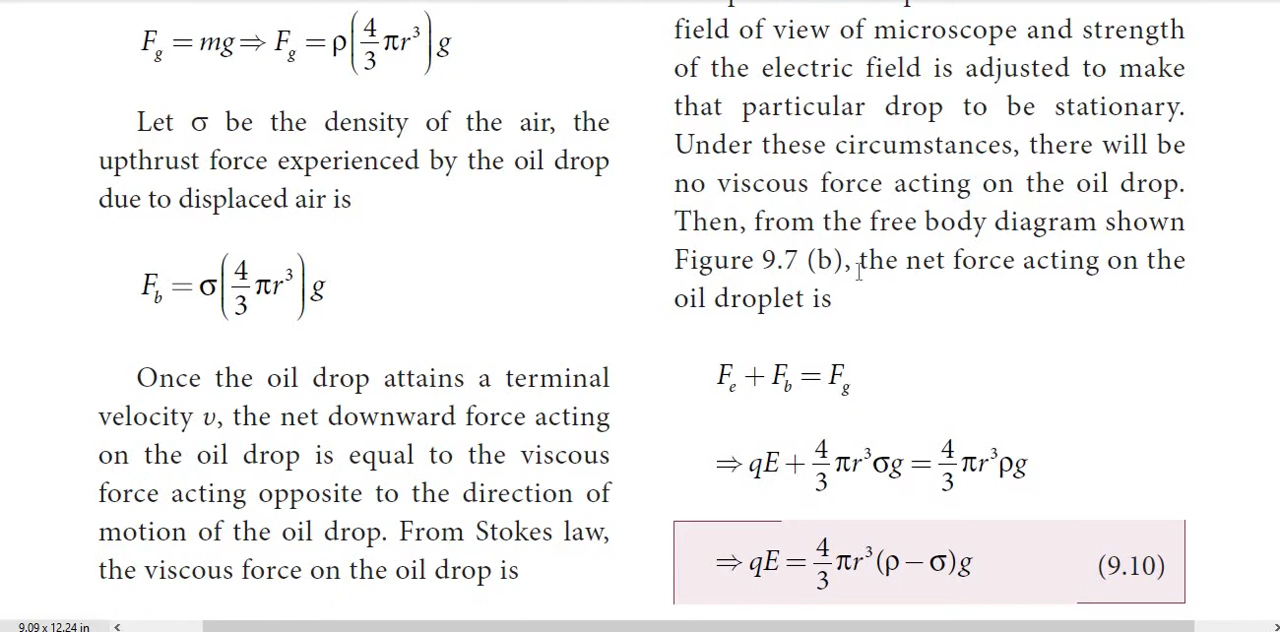 F_g = mg ⇒ F_g = ρ(4/3 πr³)g
Let σ be the density of the air, the
upthrust force experienced by the oil drop
due to displaced air is
F_b = σ(4/3 πr³)g
Once the oil drop attains a terminal
velocity v, the net downward force acting
on the oil drop is equal to the viscous
force acting opposite to the direction of
motion of the oil drop. From Stokes law,
the viscous force on the oil drop is
field of view of microscope and strength
of the electric field is adjusted to make
that particular drop to be stationary.
Under these circumstances, there will be
no viscous force acting on the oil drop.
Then, from the free body diagram shown
Figure 9.7 (b), the net force acting on the
oil droplet is
F_e + F_b = F_g
⇒ qE + 4/3 πr³σg = 4/3 πr³ρg
⇒ qE = 4/3 πr³(ρ − σ)g (9.10)
9.09 x 12.24 in